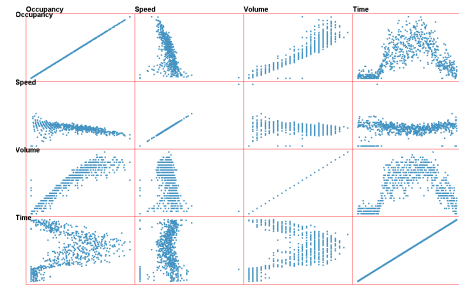 Occupancy Speed Volume Time
Occupancy
Speed
Volume
Time